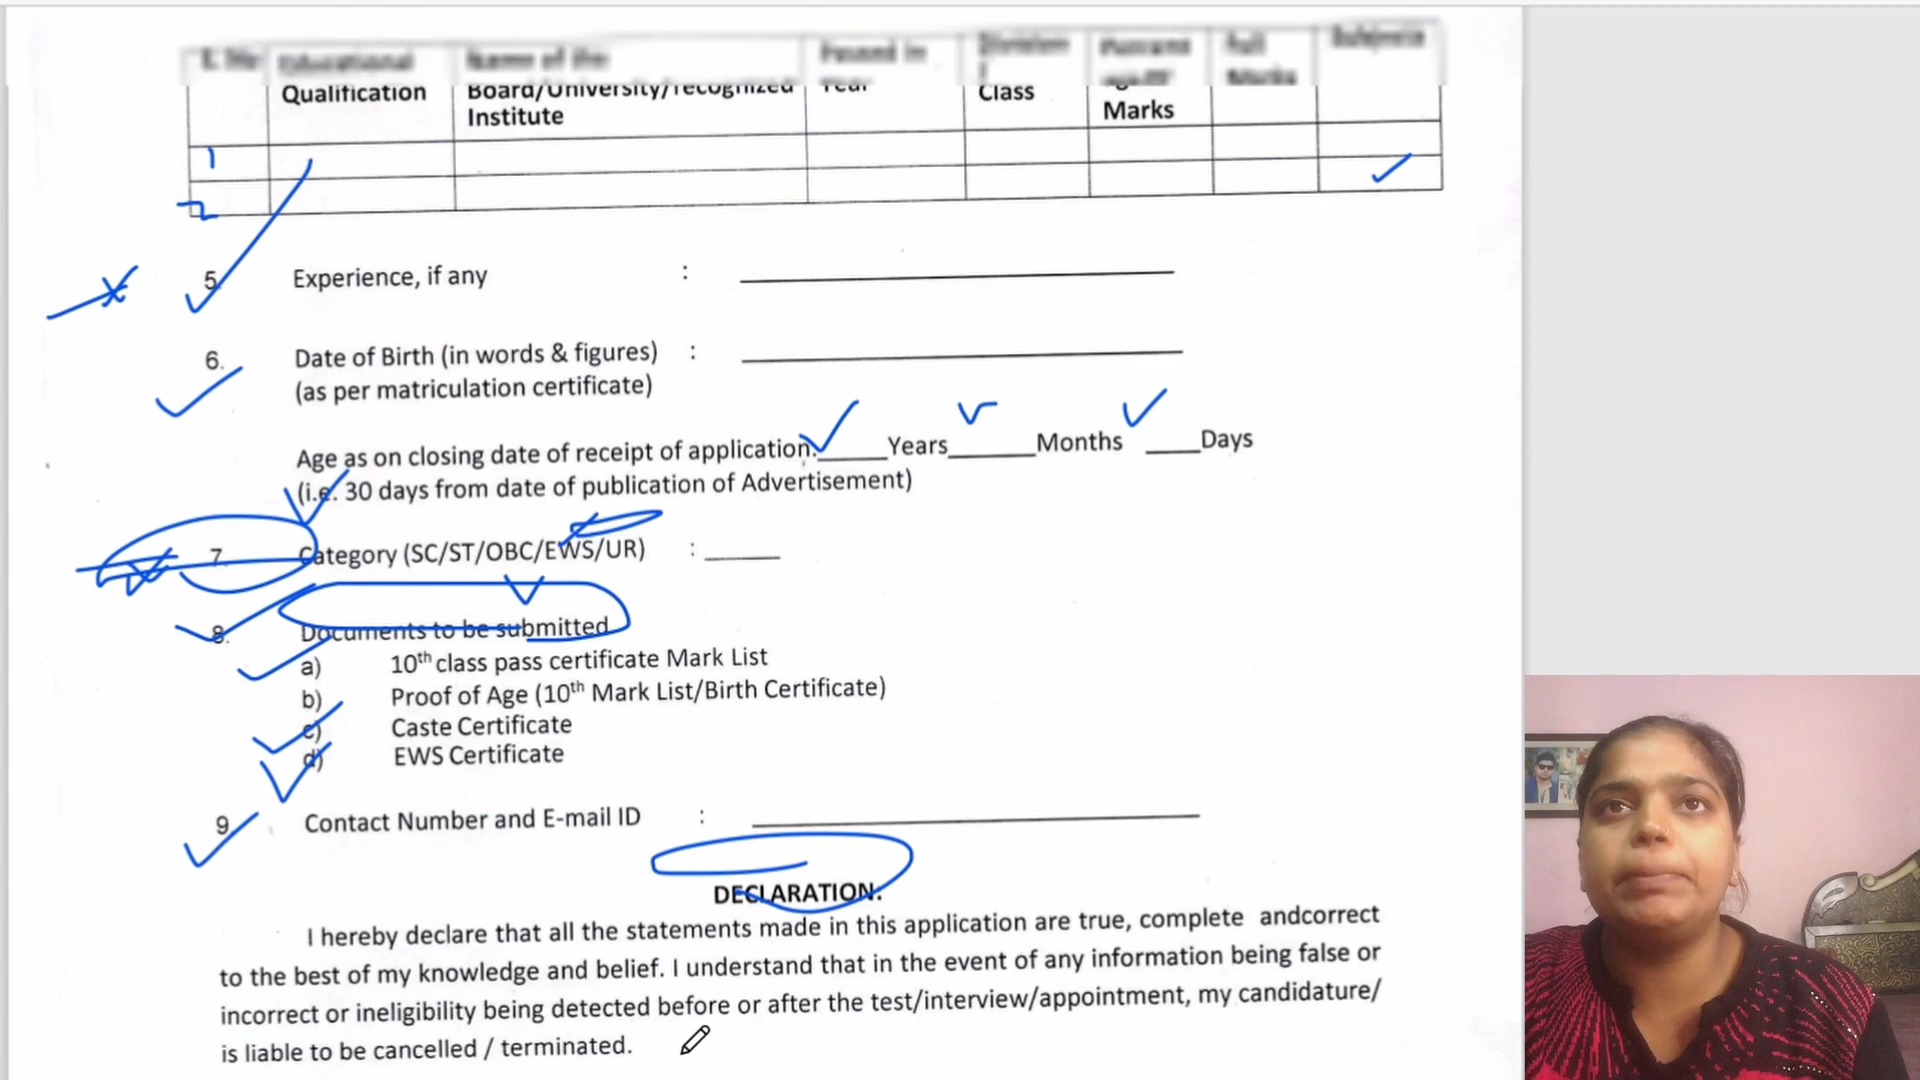 Qualification Board/University/recognized Year Class
Institute Marks
1
2
5. Experience, if any :
6. Date of Birth (in words & figures) :
(as per matriculation certificate)
Age as on closing date of receipt of application: Years Months Days
(i.e. 30 days from date of publication of Advertisement)
7. Category (SC/ST/OBC/EWS/UR) :
8. Documents to be submitted
a) 10th class pass certificate Mark List
b) Proof of Age (10th Mark List/Birth Certificate)
c) Caste Certificate
d) EWS Certificate
9 Contact Number and E-mail ID :
DECLARATION:
I hereby declare that all the statements made in this application are true, complete andcorrect
to the best of my knowledge and belief. I understand that in the event of any information being false or
incorrect or ineligibility being detected before or after the test/interview/appointment, my candidature/
is liable to be cancelled / terminated.